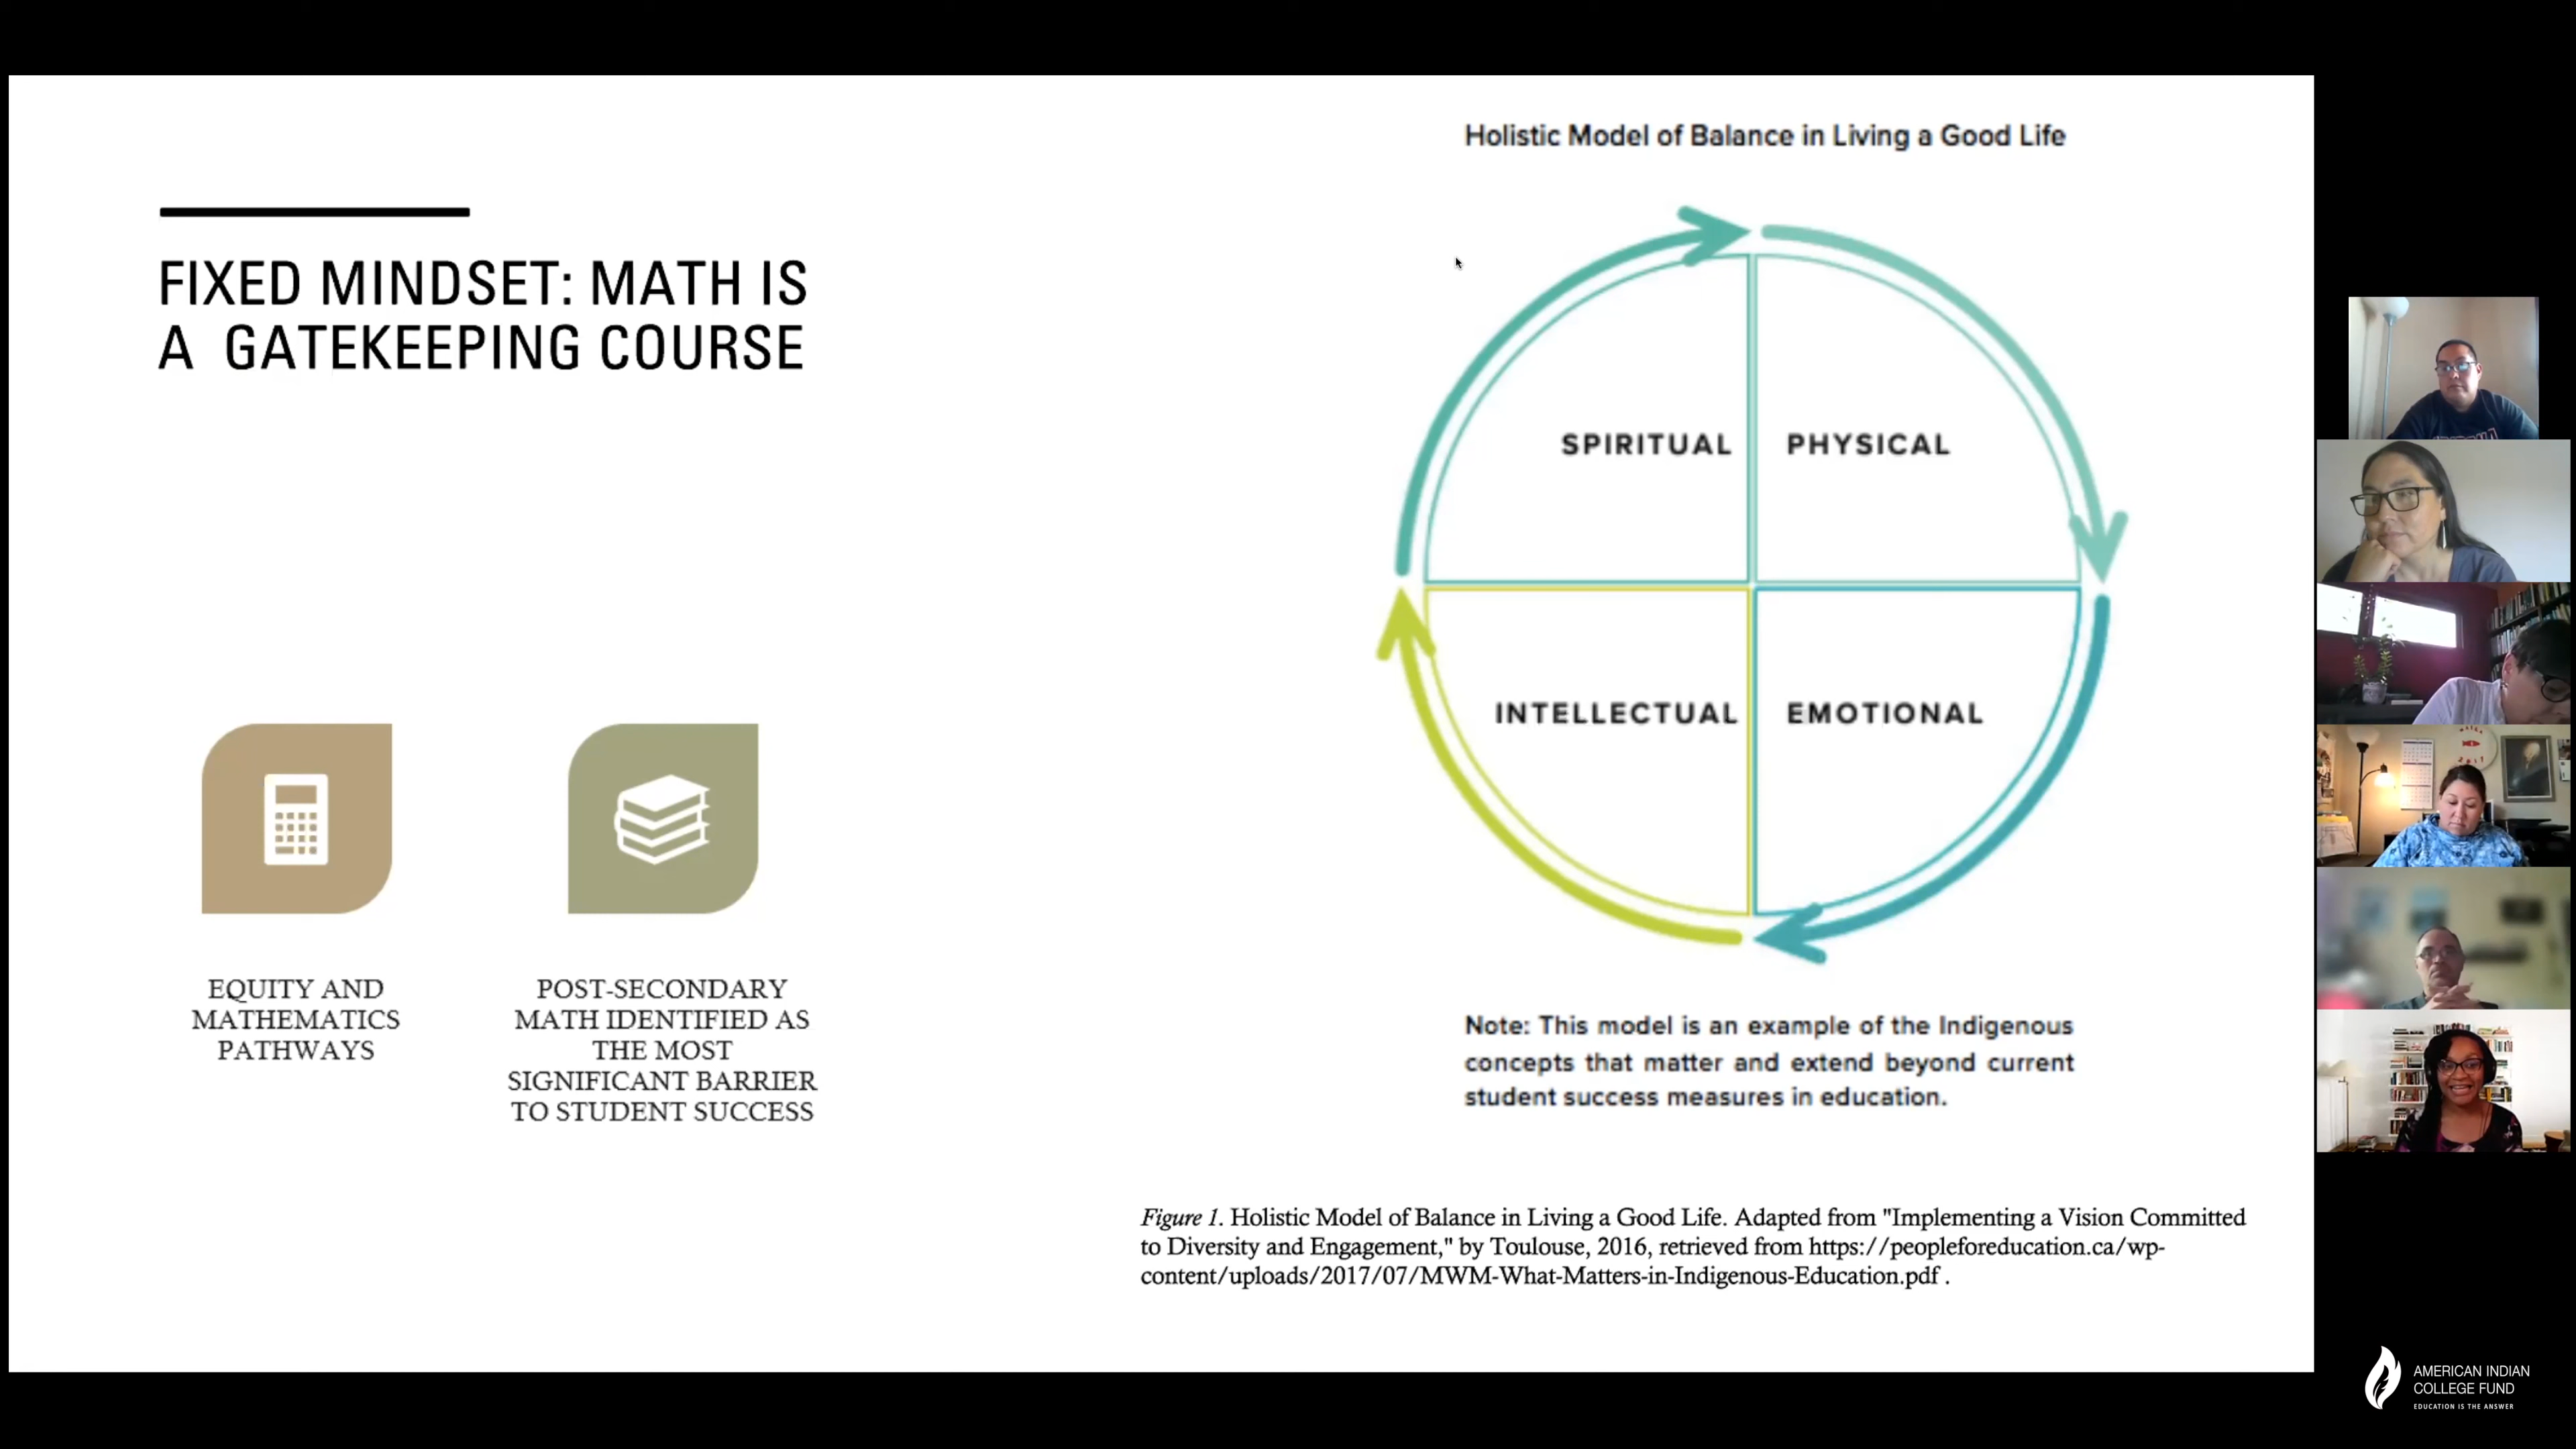 FIXED MINDSET: MATH IS
A GATEKEEPING COURSE
EQUITY AND
MATHEMATICS
PATHWAYS
POST-SECONDARY
MATH IDENTIFIED AS
THE MOST
SIGNIFICANT BARRIER
TO STUDENT SUCCESS
Holistic Model of Balance in Living a Good Life
SPIRITUAL
PHYSICAL
INTELLECTUAL
EMOTIONAL
Note: This model is an example of the Indigenous
concepts that matter and extend beyond current
student success measures in education.
Figure 1. Holistic Model of Balance in Living a Good Life. Adapted from "Implementing a Vision Committed
to Diversity and Engagement," by Toulouse, 2016, retrieved from https://peopleforeducation.ca/wp-
content/uploads/2017/07/MWM-What-Matters-in-Indigenous-Education.pdf .
AMERICAN INDIAN
COLLEGE FUND
EDUCATION IS THE ANSWER